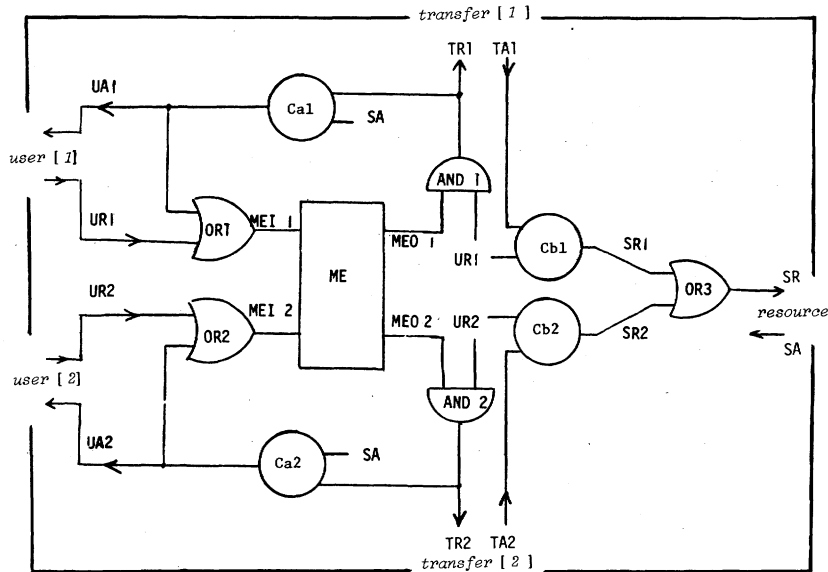 transfer [1]
TR1 TA1
UA1
Ca1
SA
user [1]
AND 1
UR1
OR1
MEI 1
ME
MEO 1
UR1
Cb1
SR1
OR3
SR
resource
SA
UR2
OR2
MEI 2
MEO 2
UR2
Cb2
SR2
user [2]
AND 2
UA2
Ca2
SA
TR2 TA2
transfer [2]